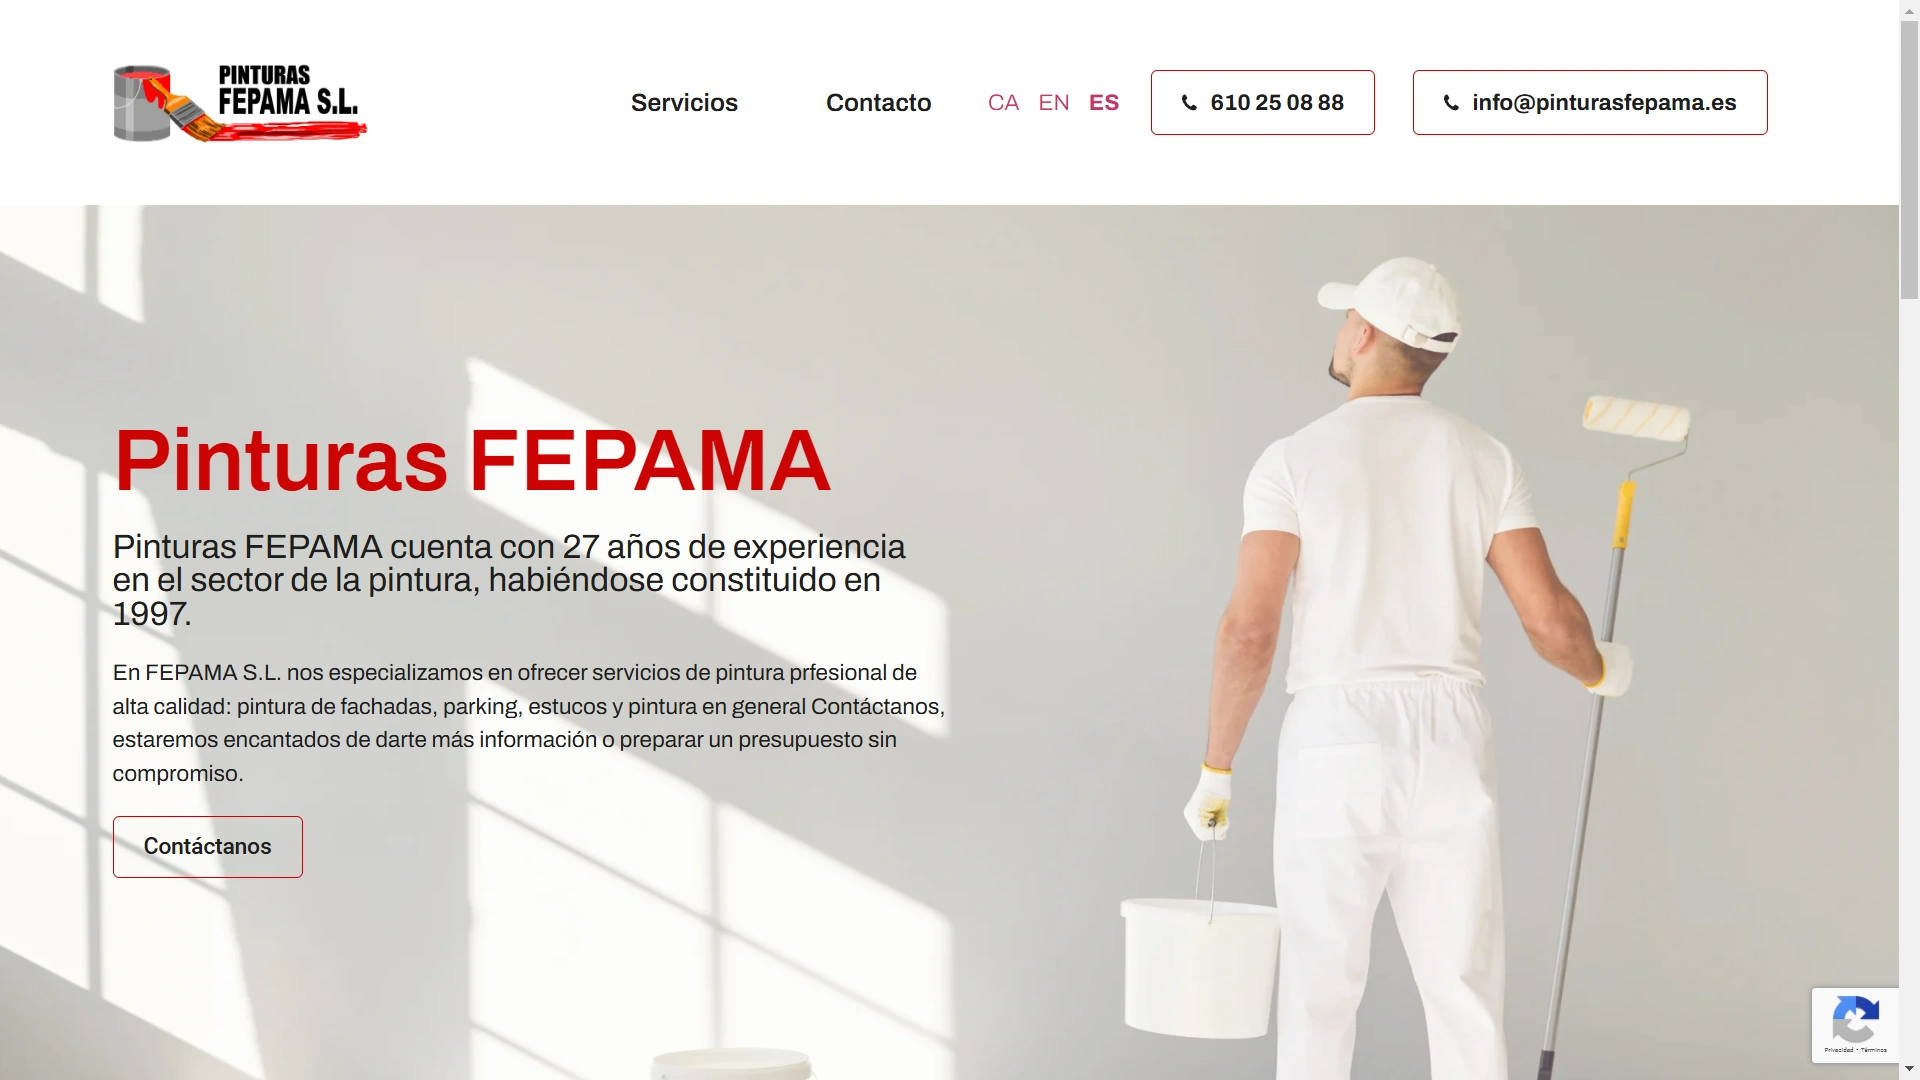 PINTURAS
FEPAMA S.L.
Servicios
Contacto
CA EN ES
610 25 08 88
info@pinturasfepama.es
Pinturas FEPAMA
Pinturas FEPAMA cuenta con 27 años de experiencia
en el sector de la pintura, habiéndose constituido en
1997.
En FEPAMA S.L. nos especializamos en ofrecer servicios de pintura prfesional de
alta calidad: pintura de fachadas, parking, estucos y pintura en general Contáctanos,
estaremos encantados de darte más información o preparar un presupuesto sin
compromiso.
Contáctanos
Privacidad - Términos